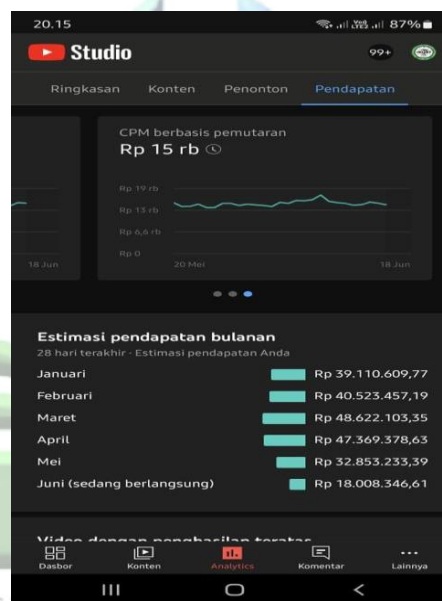 20.15
87%
Studio
99+
Ringkasan Konten Penonton Pendapatan
CPM berbasis pemutaran
Rp 15 rb
Rp 19 rb
Rp 13 rb
Rp 6,6 rb
Rp 0
18 Jun
20 Mei
18 Jun
Estimasi pendapatan bulanan
28 hari terakhir · Estimasi pendapatan Anda
Januari Rp 39.110.609,77
Februari Rp 40.523.457,19
Maret Rp 48.622.103,35
April Rp 47.369.378,63
Mei Rp 32.853.233,39
Juni (sedang berlangsung) Rp 18.008.346,61
Video dengan penghasilan teratas
Dasbor Konten Analytics Komentar Lainnya